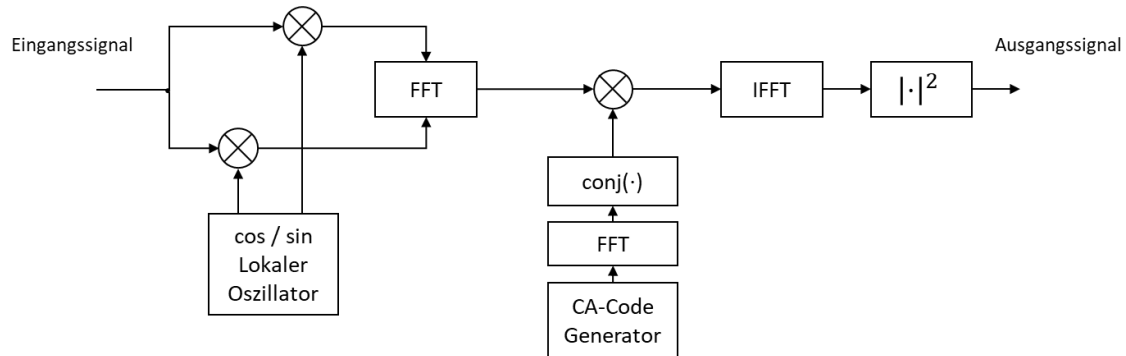 Eingangssignal
Ausgangssignal
FFT
IFFT
|·|²
conj(·)
cos / sin
Lokaler
Oszillator
FFT
CA-Code
Generator